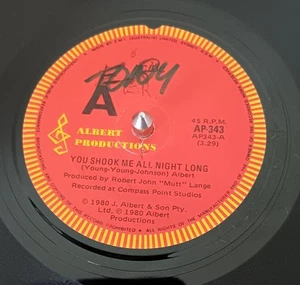 A
ALBERT
PRODUCTIONS
45 R.P.M.
AP-343
AP343-A
(3.29)
YOU SHOOK ME ALL NIGHT LONG
(Young-Young-Johnson) Albert
Produced by Robert John "Mutt" Lange
Recorded at Compass Point Studios
℗ 1980 J. Albert & Son Pty.
Ltd. © 1980 Albert
Productions